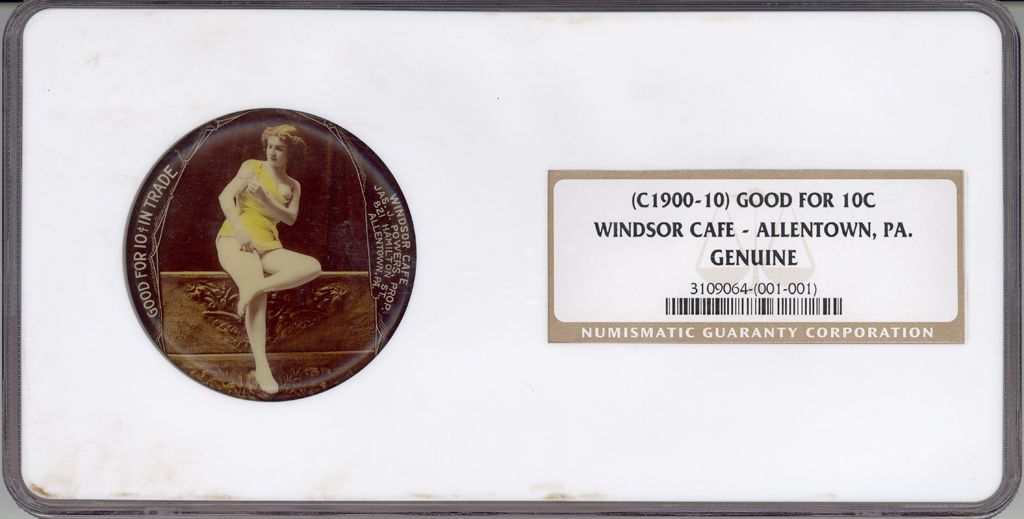 GOOD FOR 10¢ IN TRADE
WINDSOR CAFE
JAS. J. POWERS, PROP.
821 HAMILTON ST.
ALLENTOWN, PA.
(C1900-10) GOOD FOR 10C
WINDSOR CAFE - ALLENTOWN, PA.
GENUINE
3109064-(001-001)
NUMISMATIC GUARANTY CORPORATION